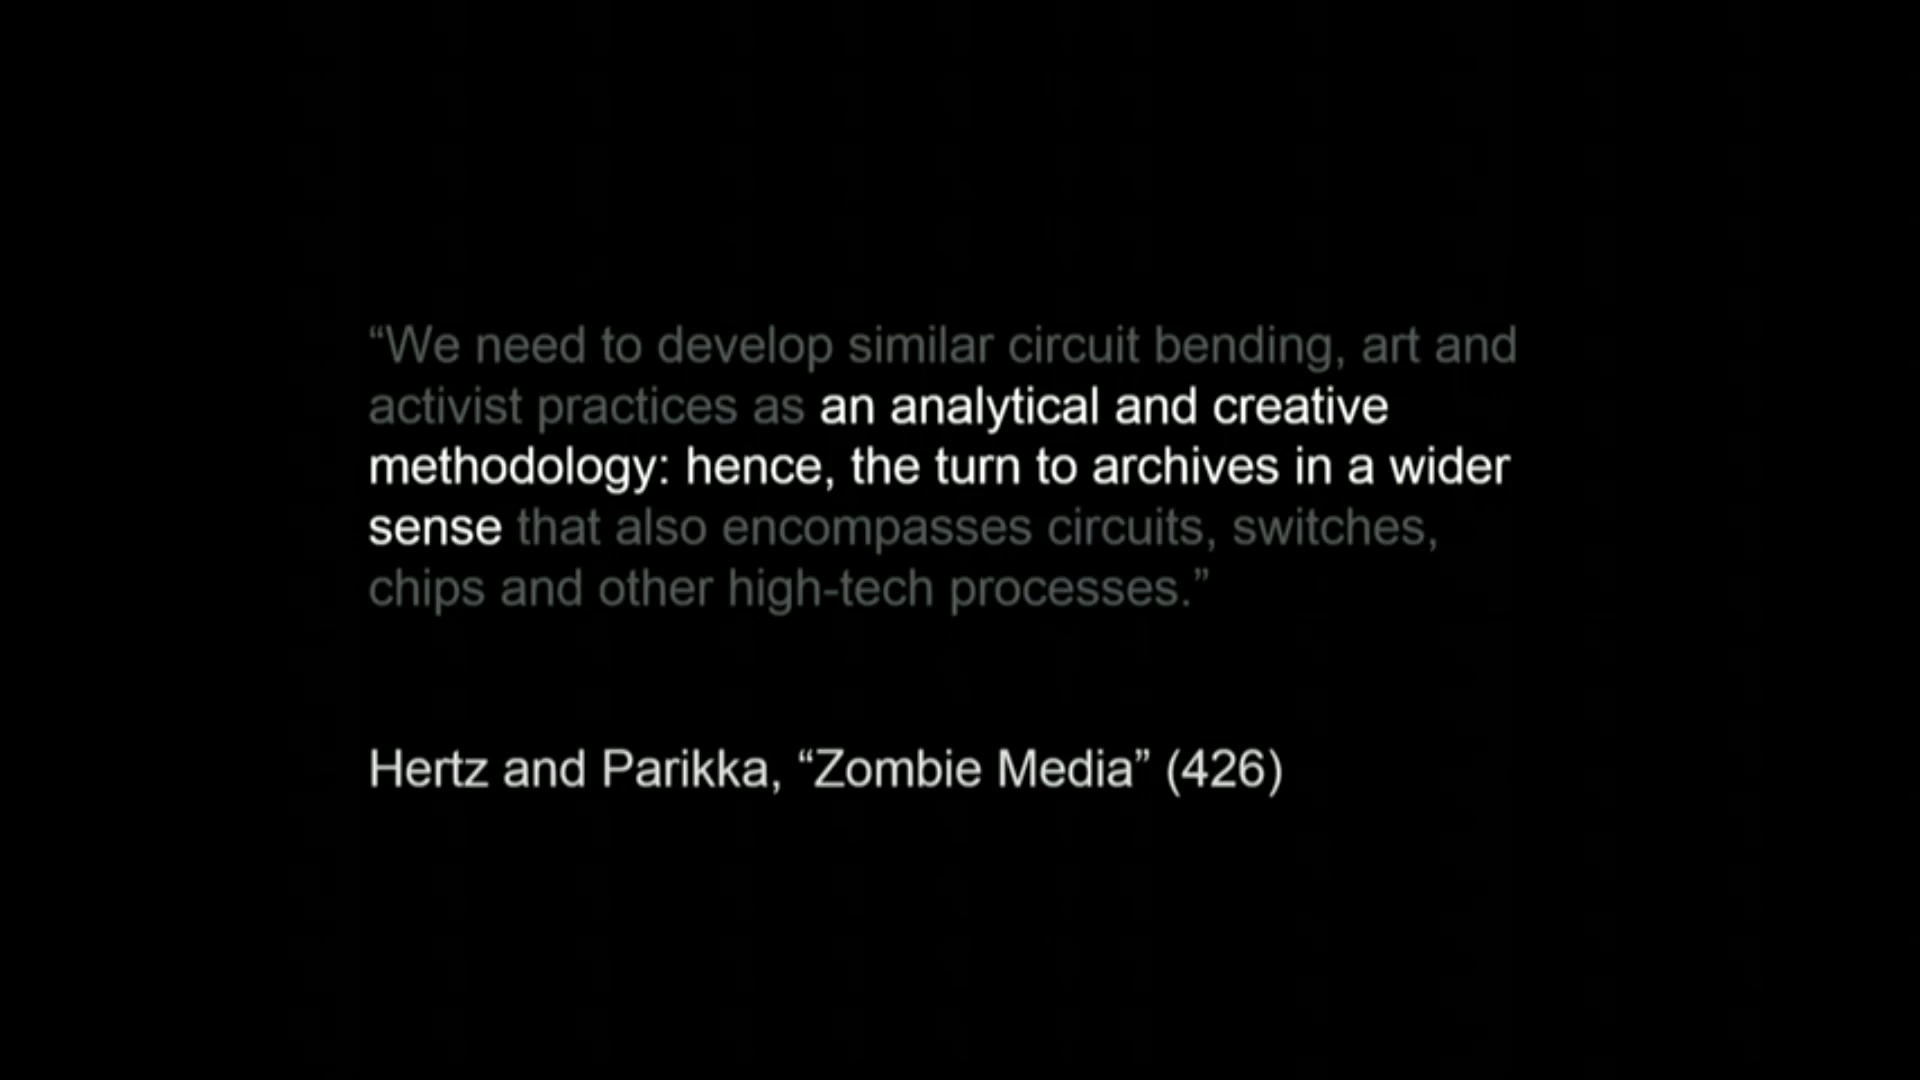 “We need to develop similar circuit bending, art and
activist practices as an analytical and creative
methodology: hence, the turn to archives in a wider
sense that also encompasses circuits, switches,
chips and other high-tech processes.”
Hertz and Parikka, “Zombie Media” (426)